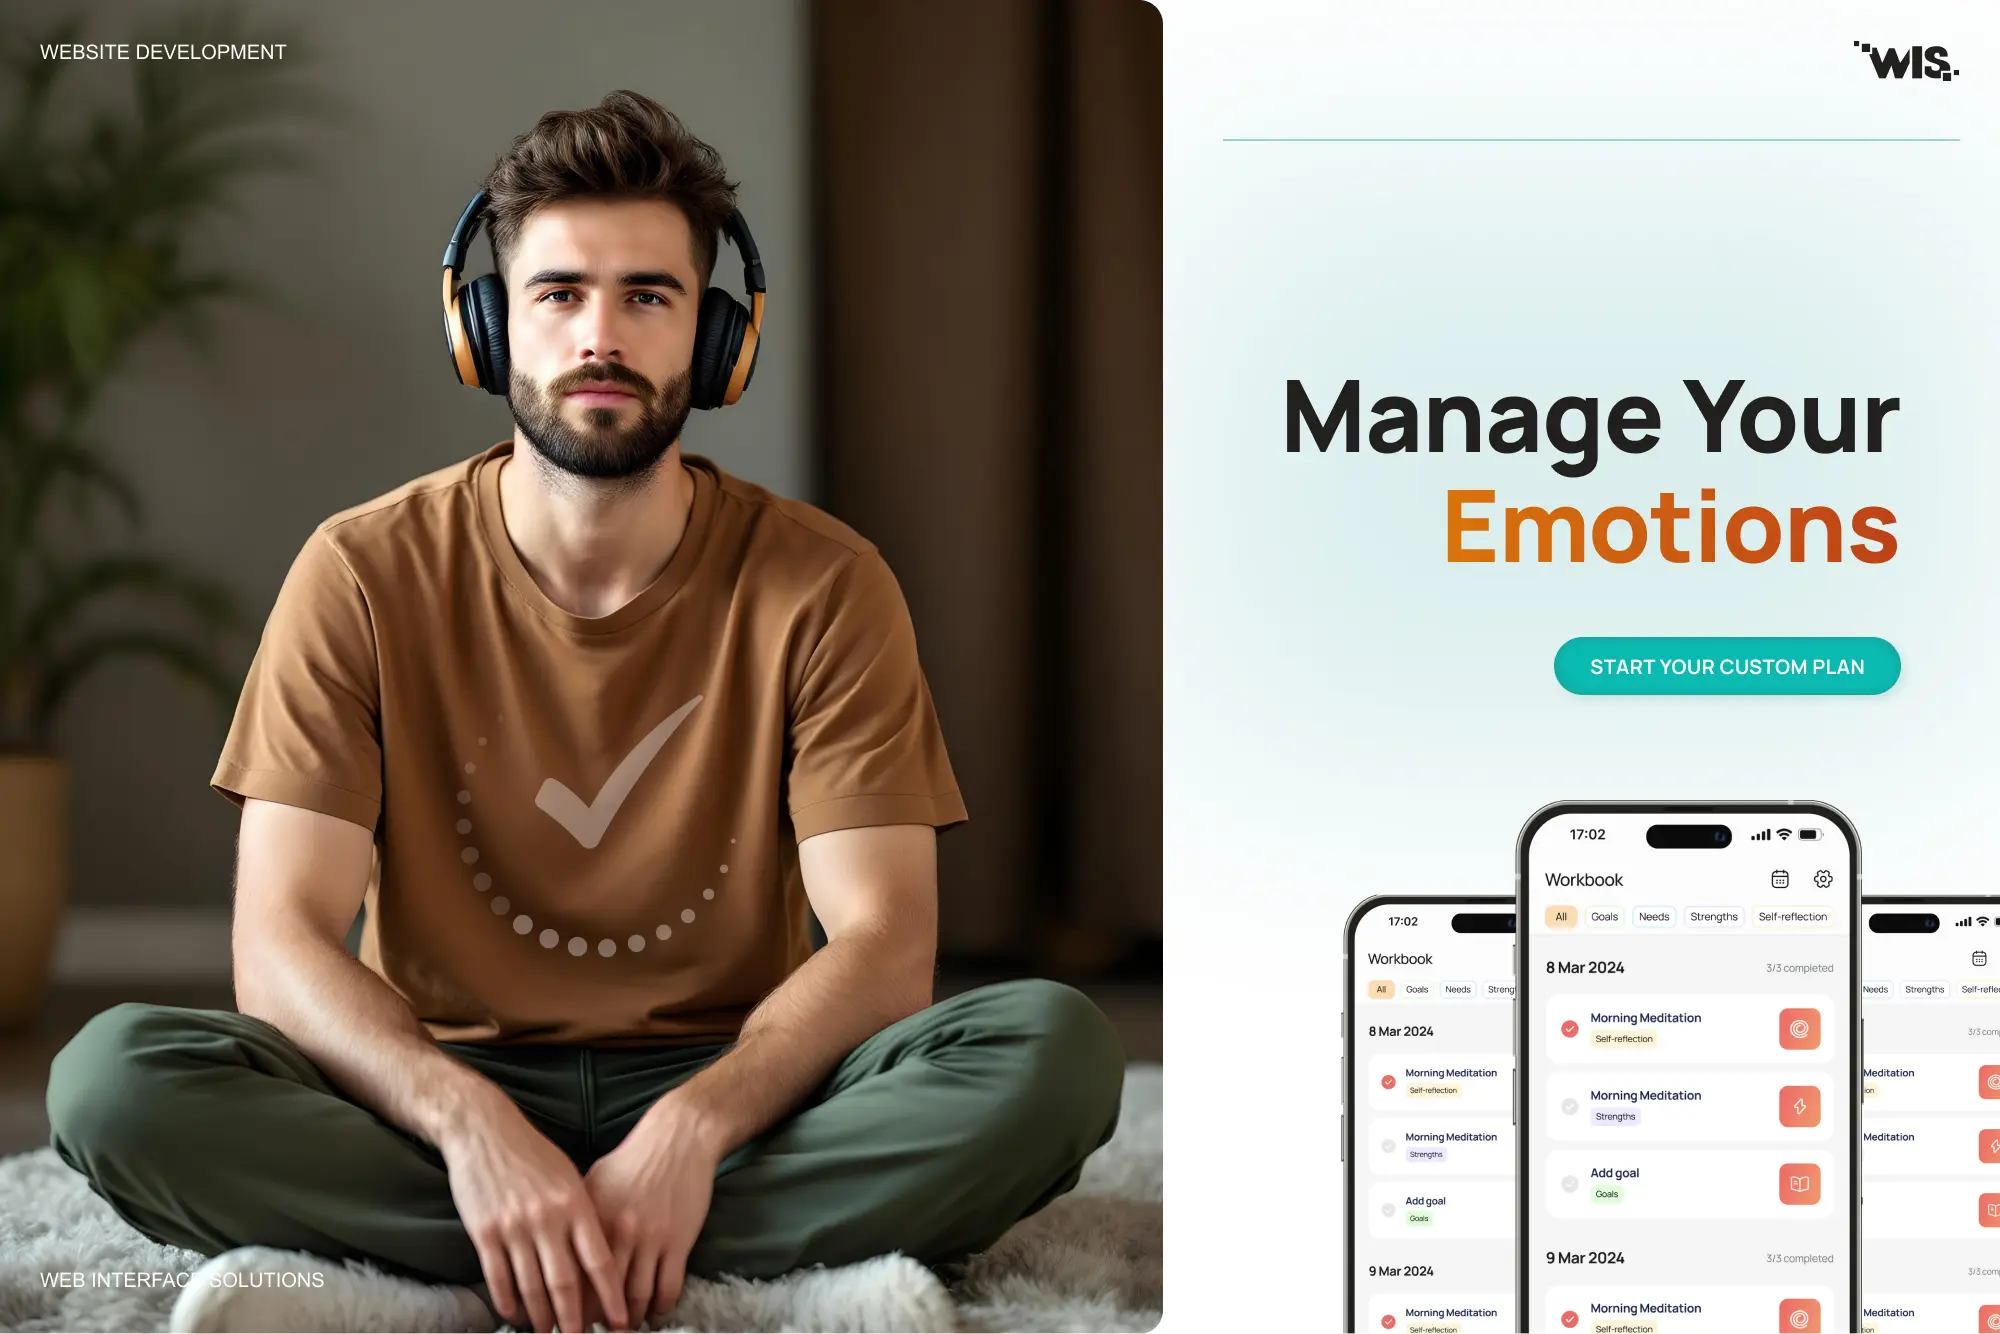 WEBSITE DEVELOPMENT
WIS
Manage Your
Emotions
START YOUR CUSTOM PLAN
17:02
Workbook
All Goals Needs Strengths Self-reflection
8 Mar 2024 3/3 completed
Morning Meditation
Self-reflection
Morning Meditation
Strengths
Add goal
Goals
9 Mar 2024 3/3 completed
Morning Meditation
Self-reflection
17:02
Workbook
All Goals Needs Streng
8 Mar 2024
Morning Meditation
Self-reflection
Morning Meditation
Strengths
Add goal
Goals
9 Mar 2024
Morning Meditation
Self-reflection
Needs Strengths Self-reflec
3/3 com
Meditation
ion
Meditation
3/3 com
Meditation
tion
WEB INTERFACE SOLUTIONS